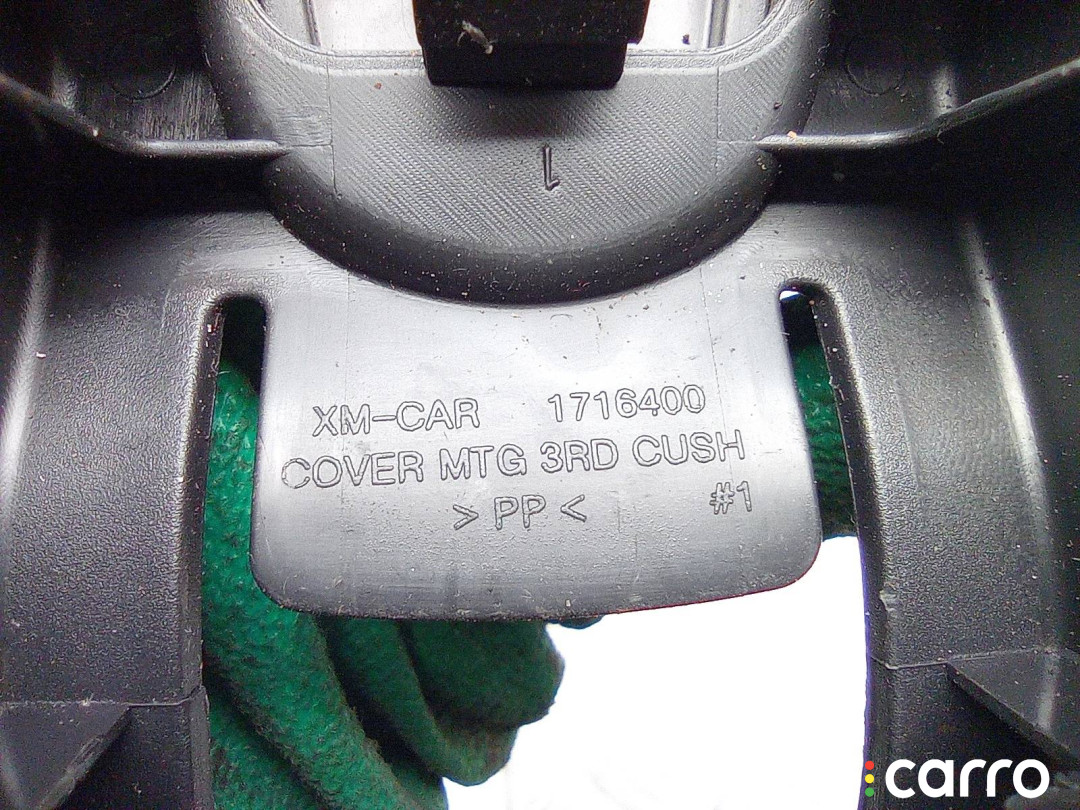 1
XM-CAR 1716400
COVER MTG 3RD CUSH
>PP< #1
carro